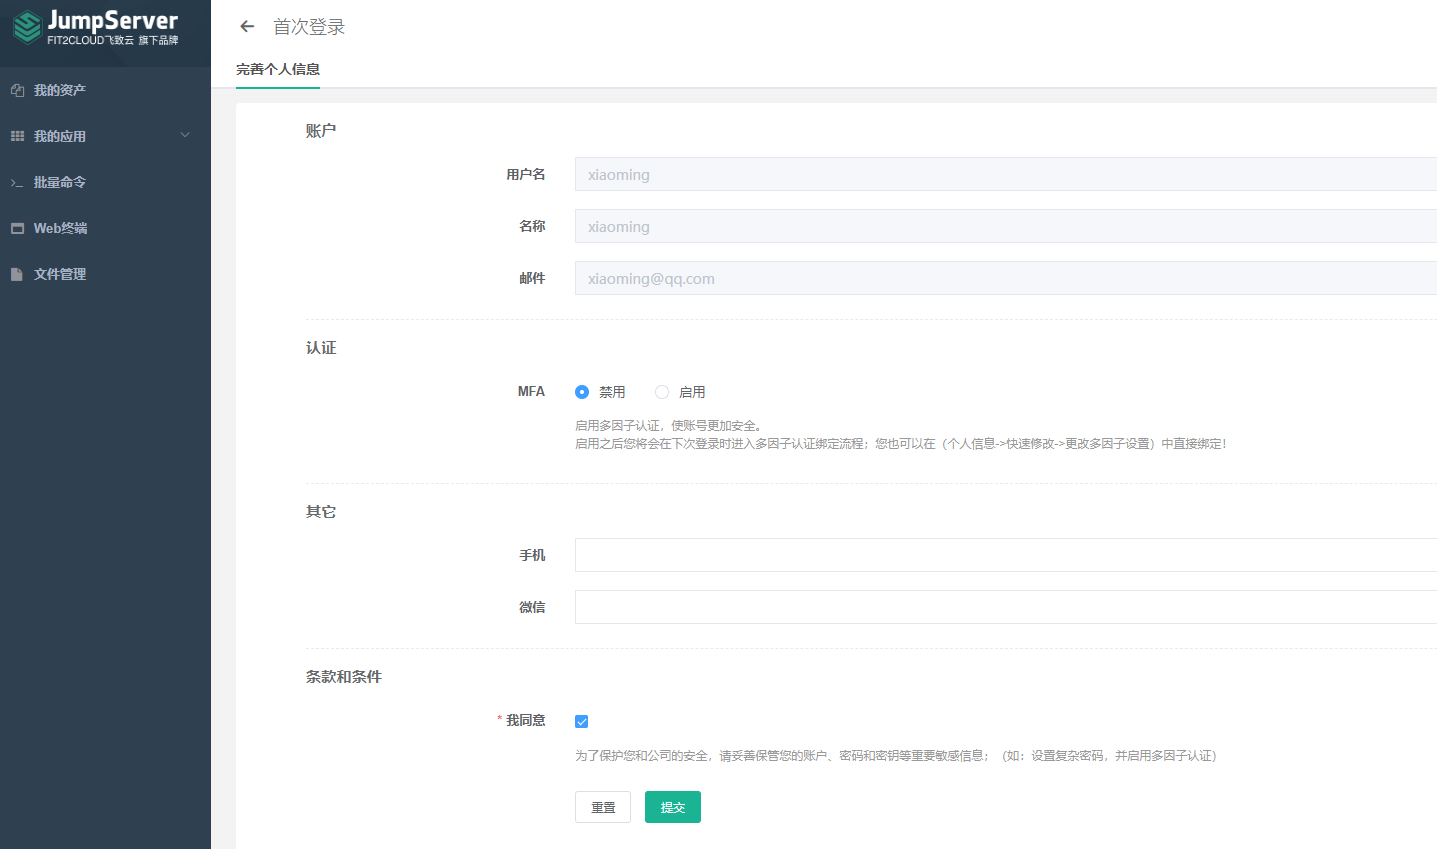 JumpServer
FIT2CLOUD飞致云 旗下品牌
我的资产
我的应用
批量命令
Web终端
文件管理
首次登录
完善个人信息
账户
用户名 xiaoming
名称 xiaoming
邮件 xiaoming@qq.com
认证
MFA 禁用 启用
启用多因子认证，使账号更加安全。
启用之后您将会在下次登录时进入多因子认证绑定流程；您也可以在（个人信息->快速修改->更改多因子设置）中直接绑定！
其它
手机
微信
条款和条件
* 我同意
为了保护您和公司的安全，请妥善保管您的账户、密码和密钥等重要敏感信息；（如：设置复杂密码，并启用多因子认证）
重置 提交